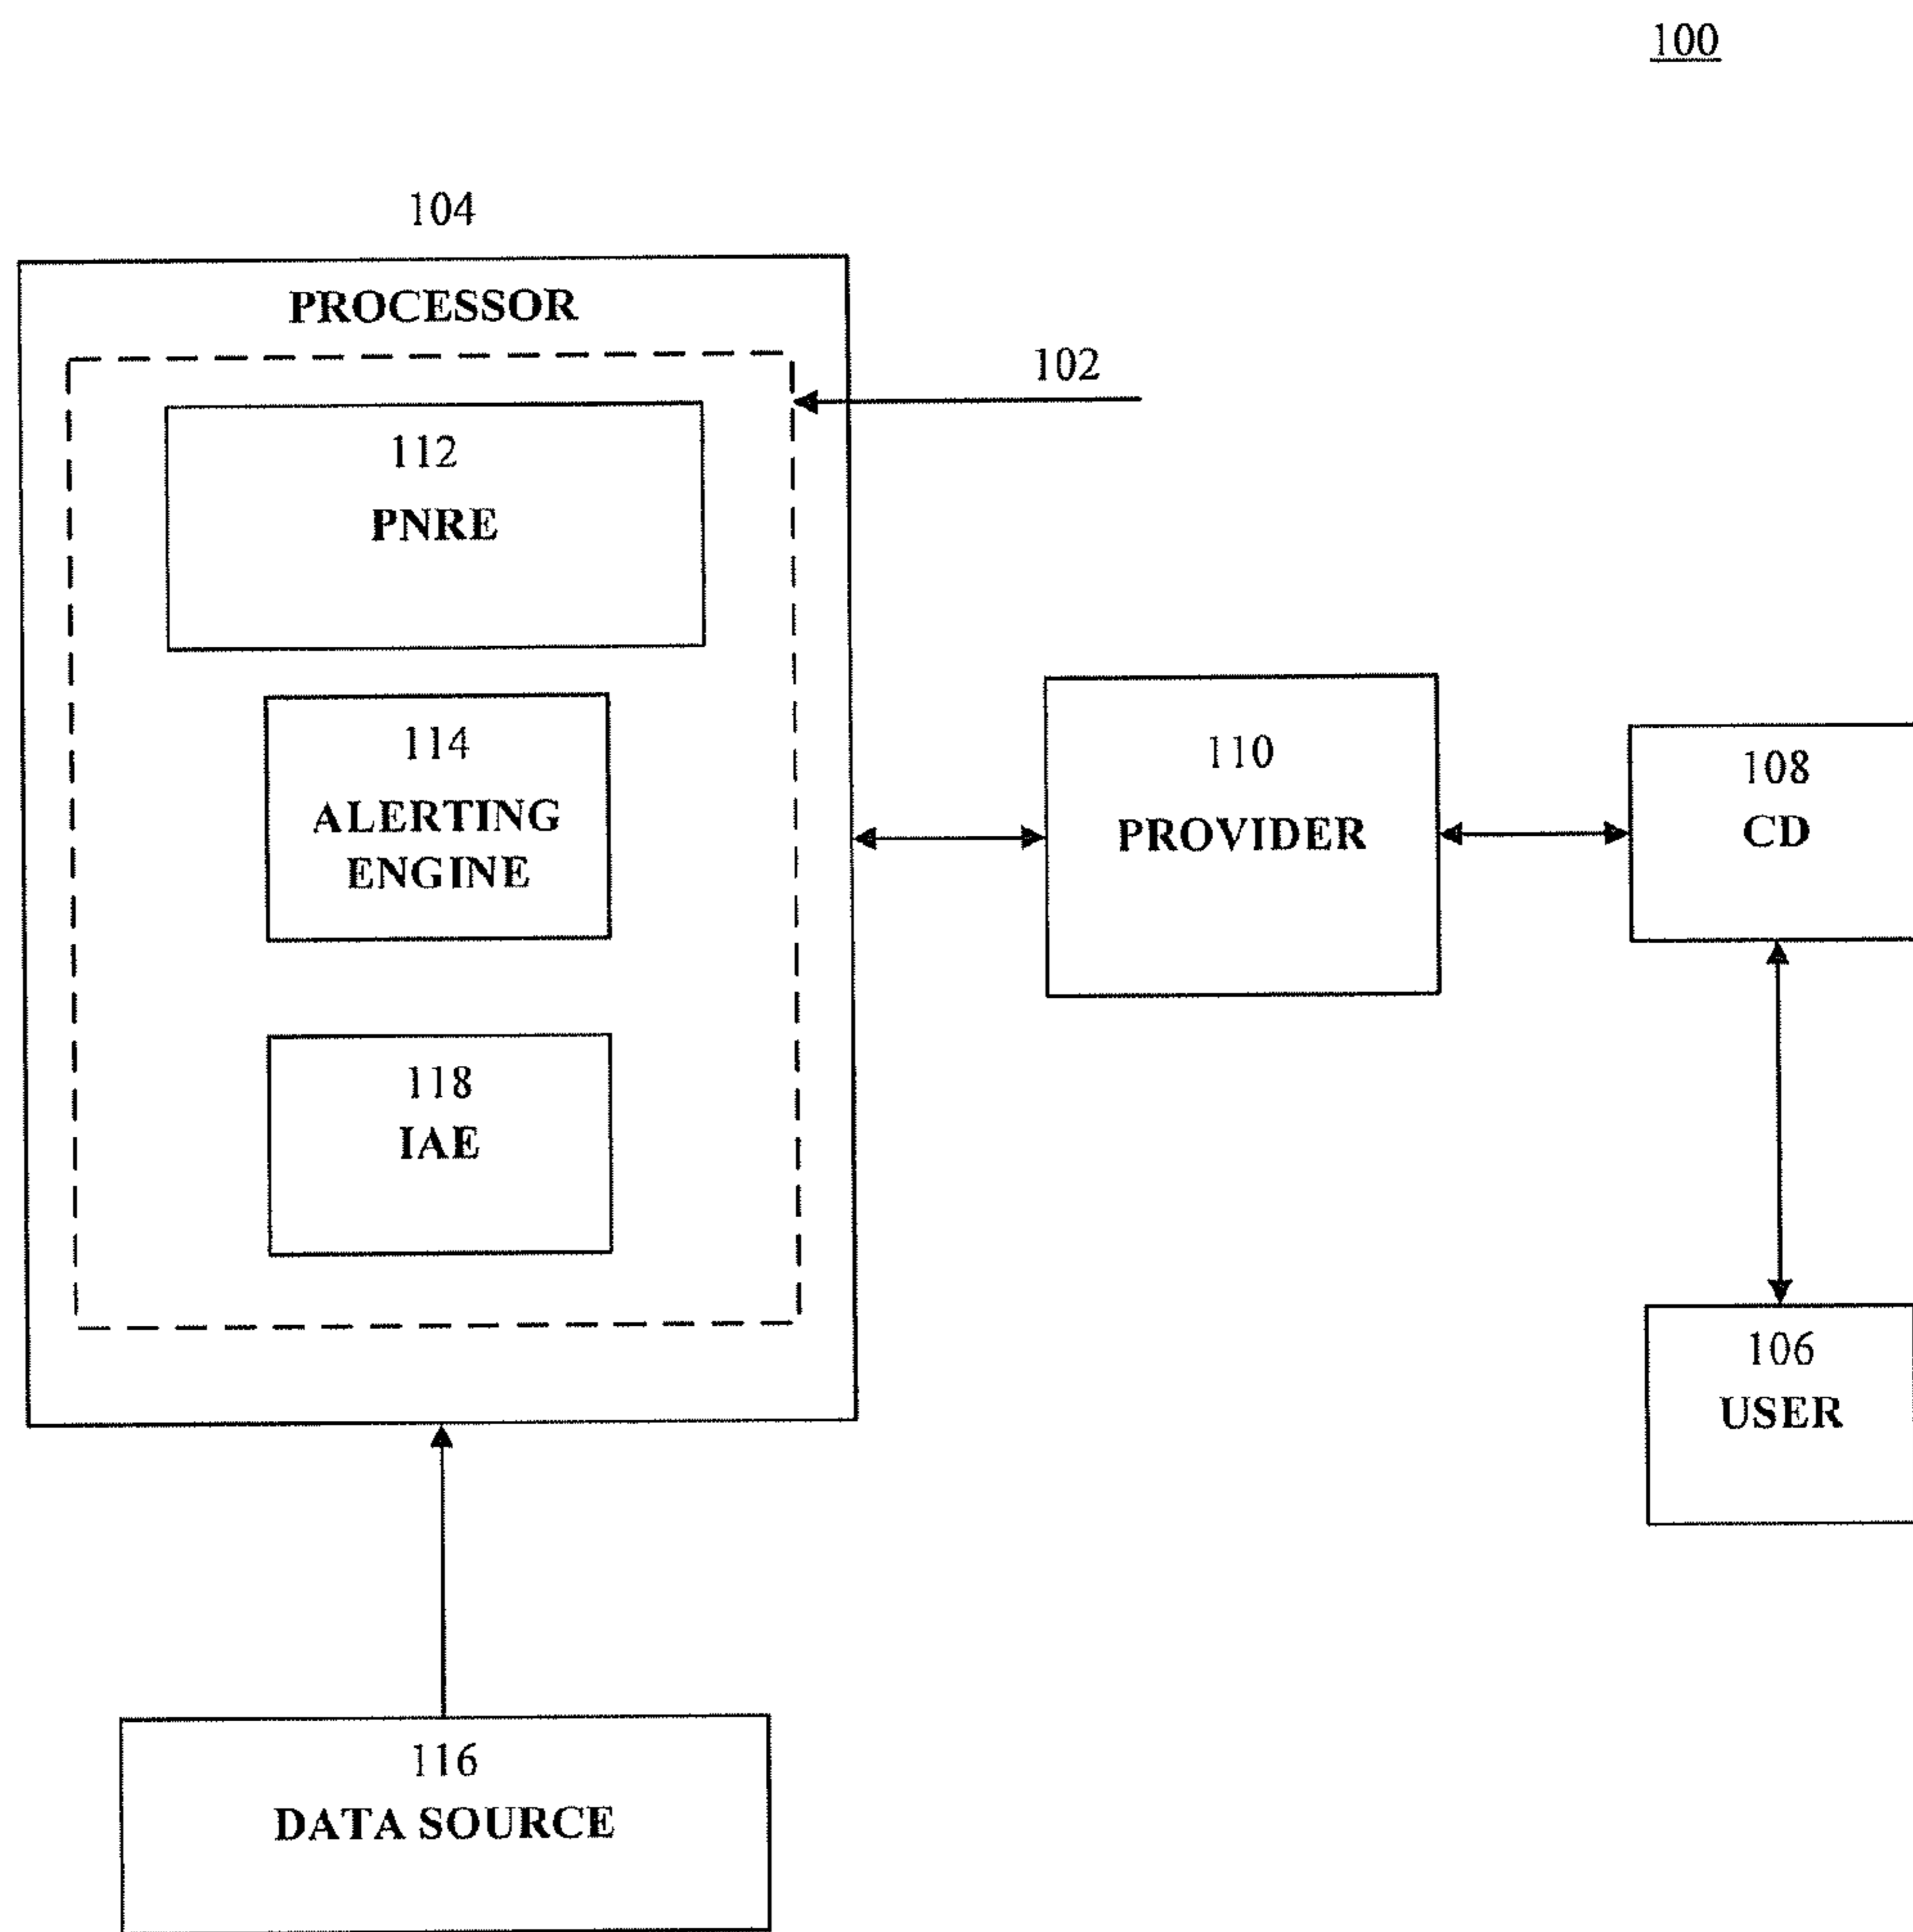 100
104
PROCESSOR
102
112
PNRE
114
ALERTING
ENGINE
110
PROVIDER
108
CD
118
IAE
106
USER
116
DATA SOURCE